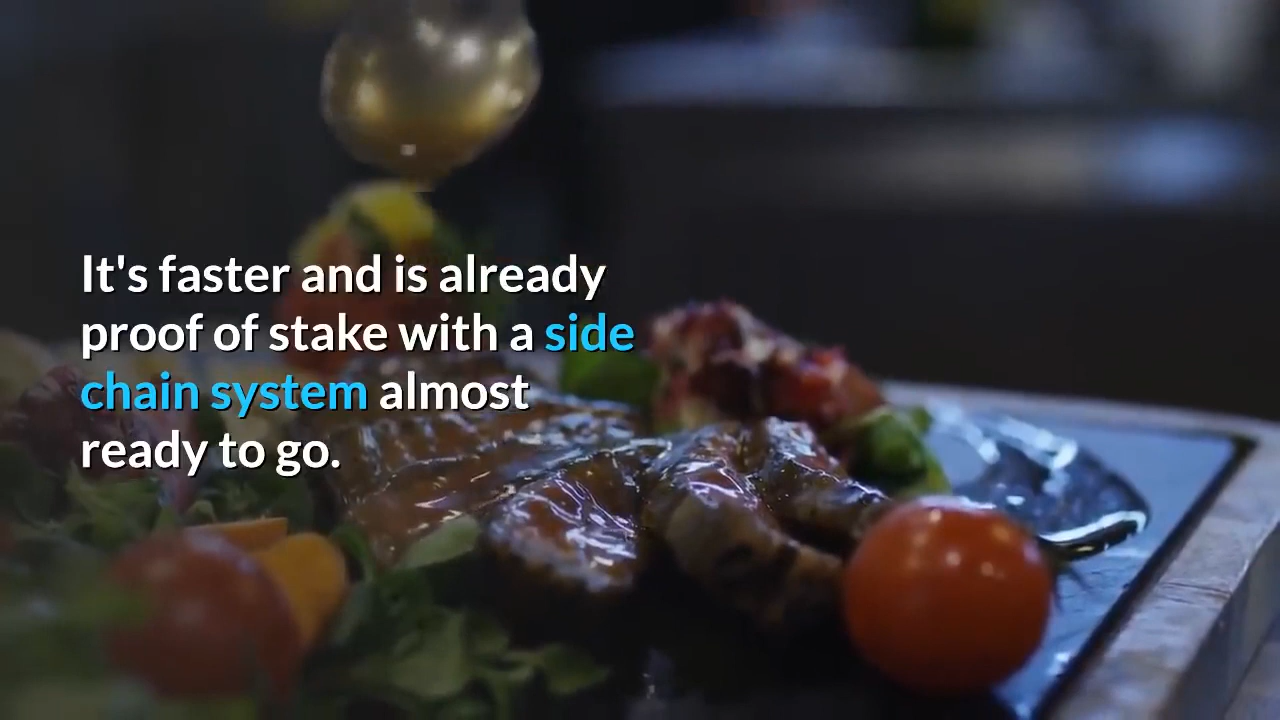 It's faster and is already
proof of stake with a side
chain system almost
ready to go.